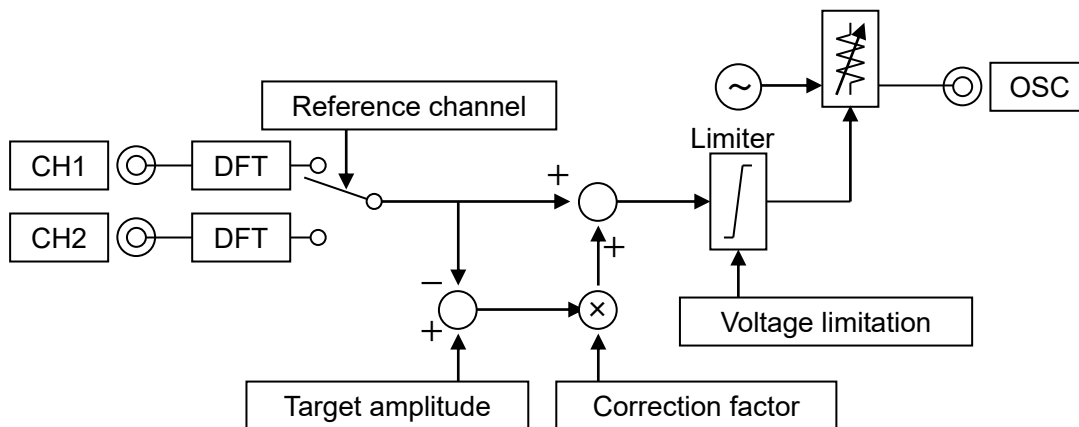 OSC
Reference channel
Limiter
CH1
DFT
CH2
DFT
+
+
−
+
×
~
Voltage limitation
Target amplitude
Correction factor